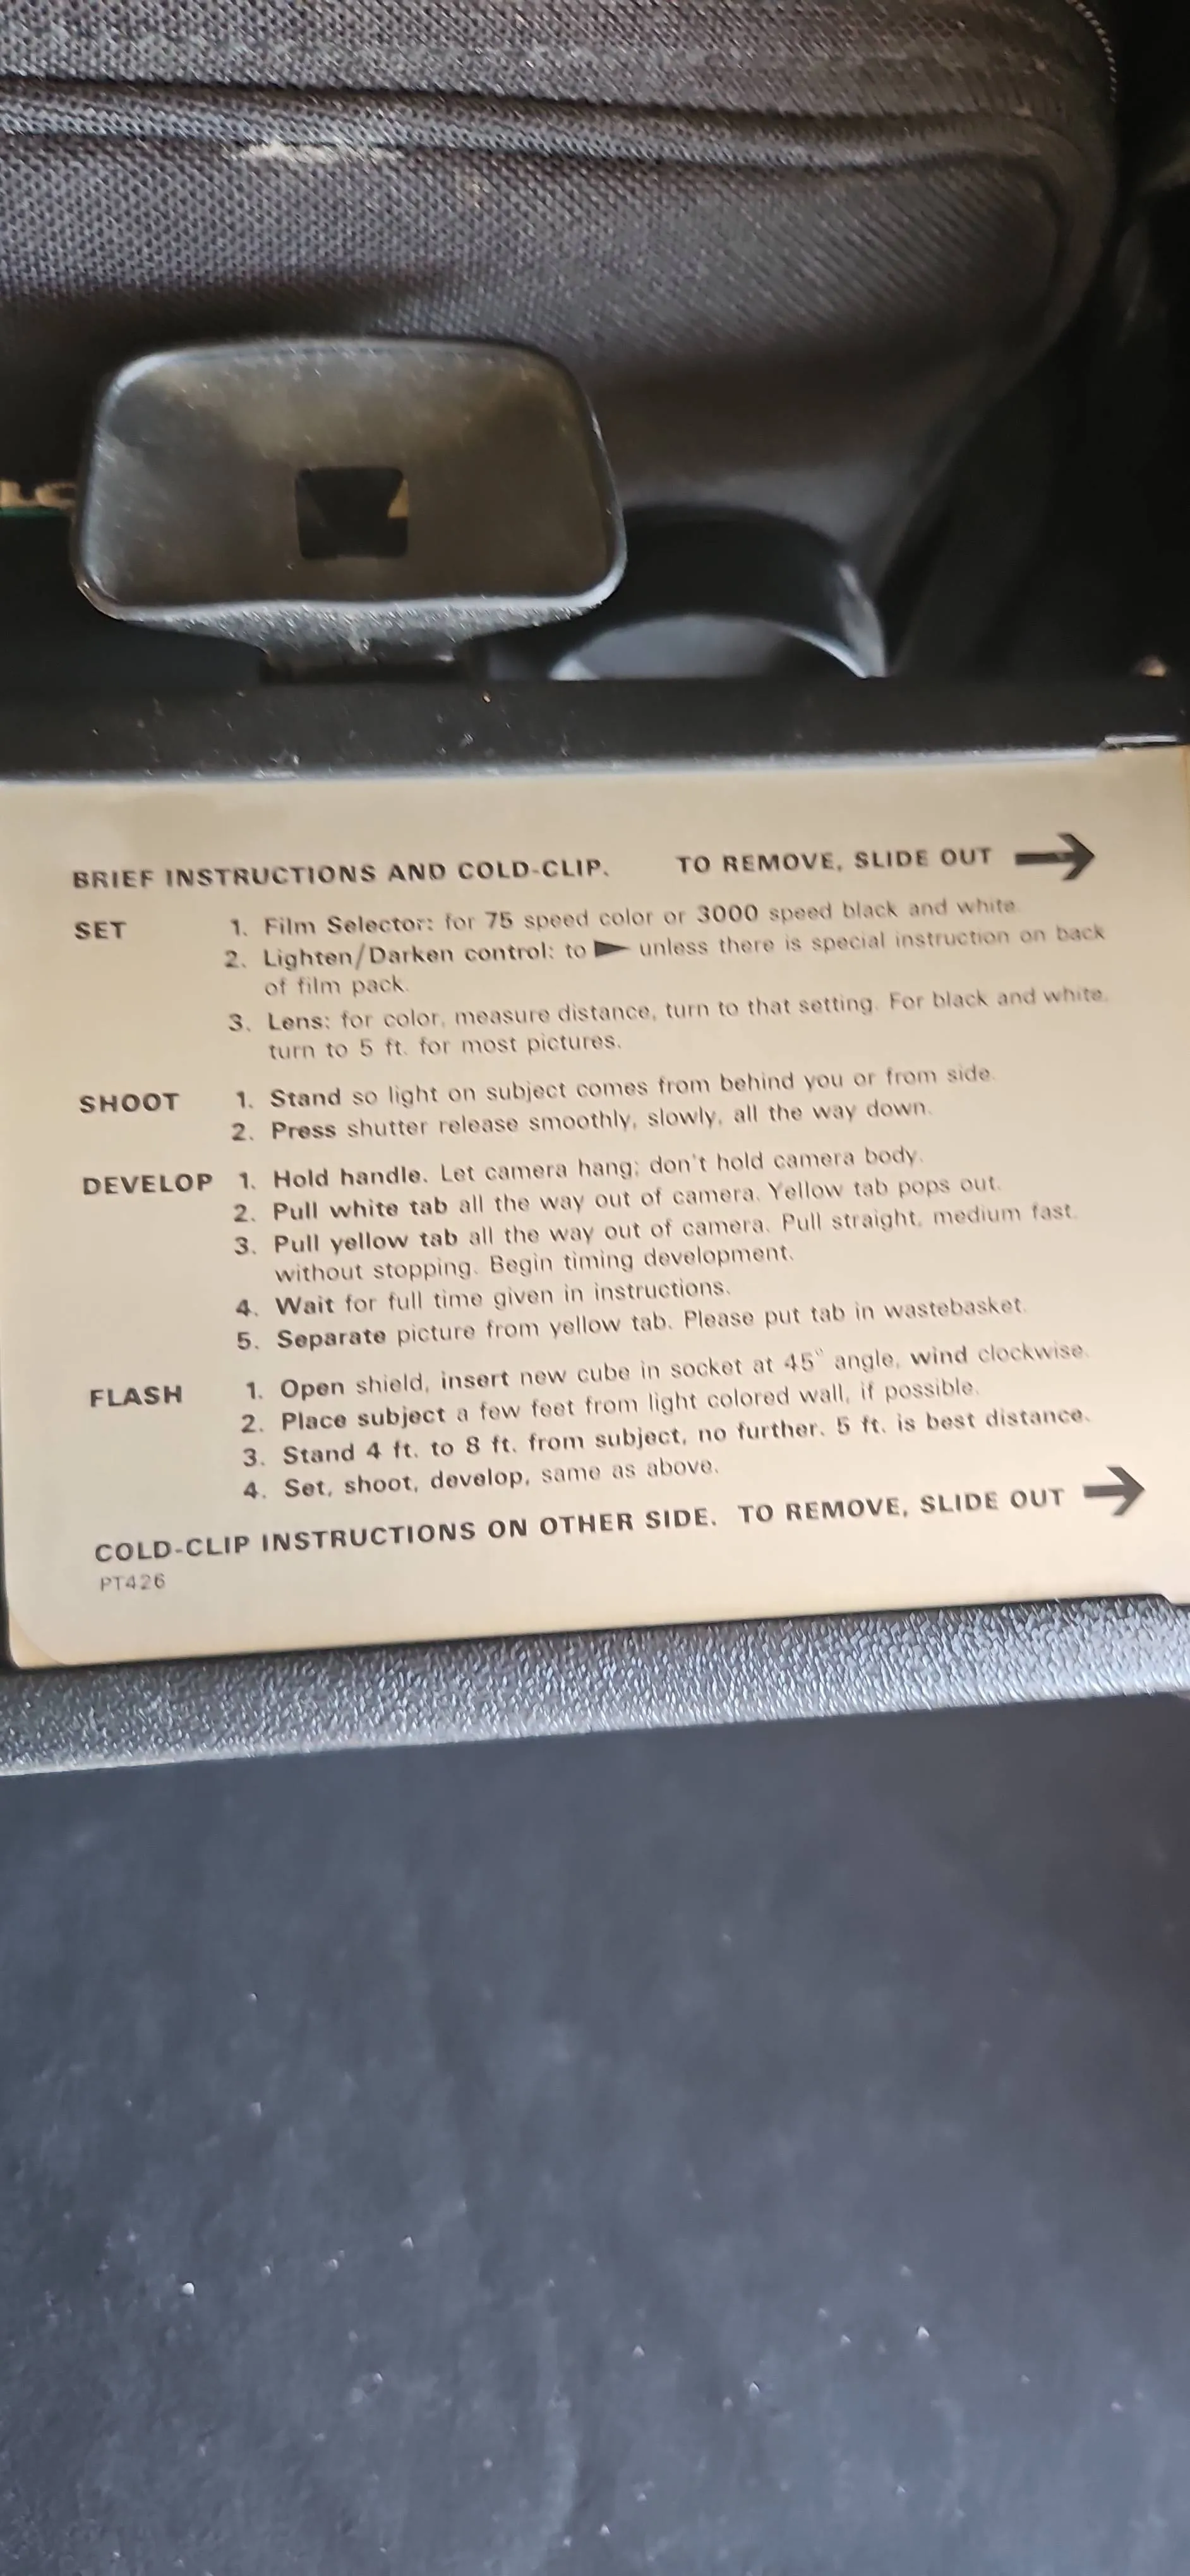 BRIEF INSTRUCTIONS AND COLD-CLIP. TO REMOVE, SLIDE OUT →
SET 1. Film Selector: for 75 speed color or 3000 speed black and white.
2. Lighten/Darken control: to ► unless there is special instruction on back
of film pack.
3. Lens: for color, measure distance, turn to that setting. For black and white,
turn to 5 ft. for most pictures.
SHOOT 1. Stand so light on subject comes from behind you or from side.
2. Press shutter release smoothly, slowly, all the way down.
DEVELOP 1. Hold handle. Let camera hang; don't hold camera body.
2. Pull white tab all the way out of camera. Yellow tab pops out.
3. Pull yellow tab all the way out of camera. Pull straight, medium fast,
without stopping. Begin timing development.
4. Wait for full time given in instructions.
5. Separate picture from yellow tab. Please put tab in wastebasket.
FLASH 1. Open shield, insert new cube in socket at 45° angle, wind clockwise.
2. Place subject a few feet from light colored wall, if possible.
3. Stand 4 ft. to 8 ft. from subject, no further. 5 ft. is best distance.
4. Set, shoot, develop, same as above.
COLD-CLIP INSTRUCTIONS ON OTHER SIDE. TO REMOVE, SLIDE OUT →
PT426